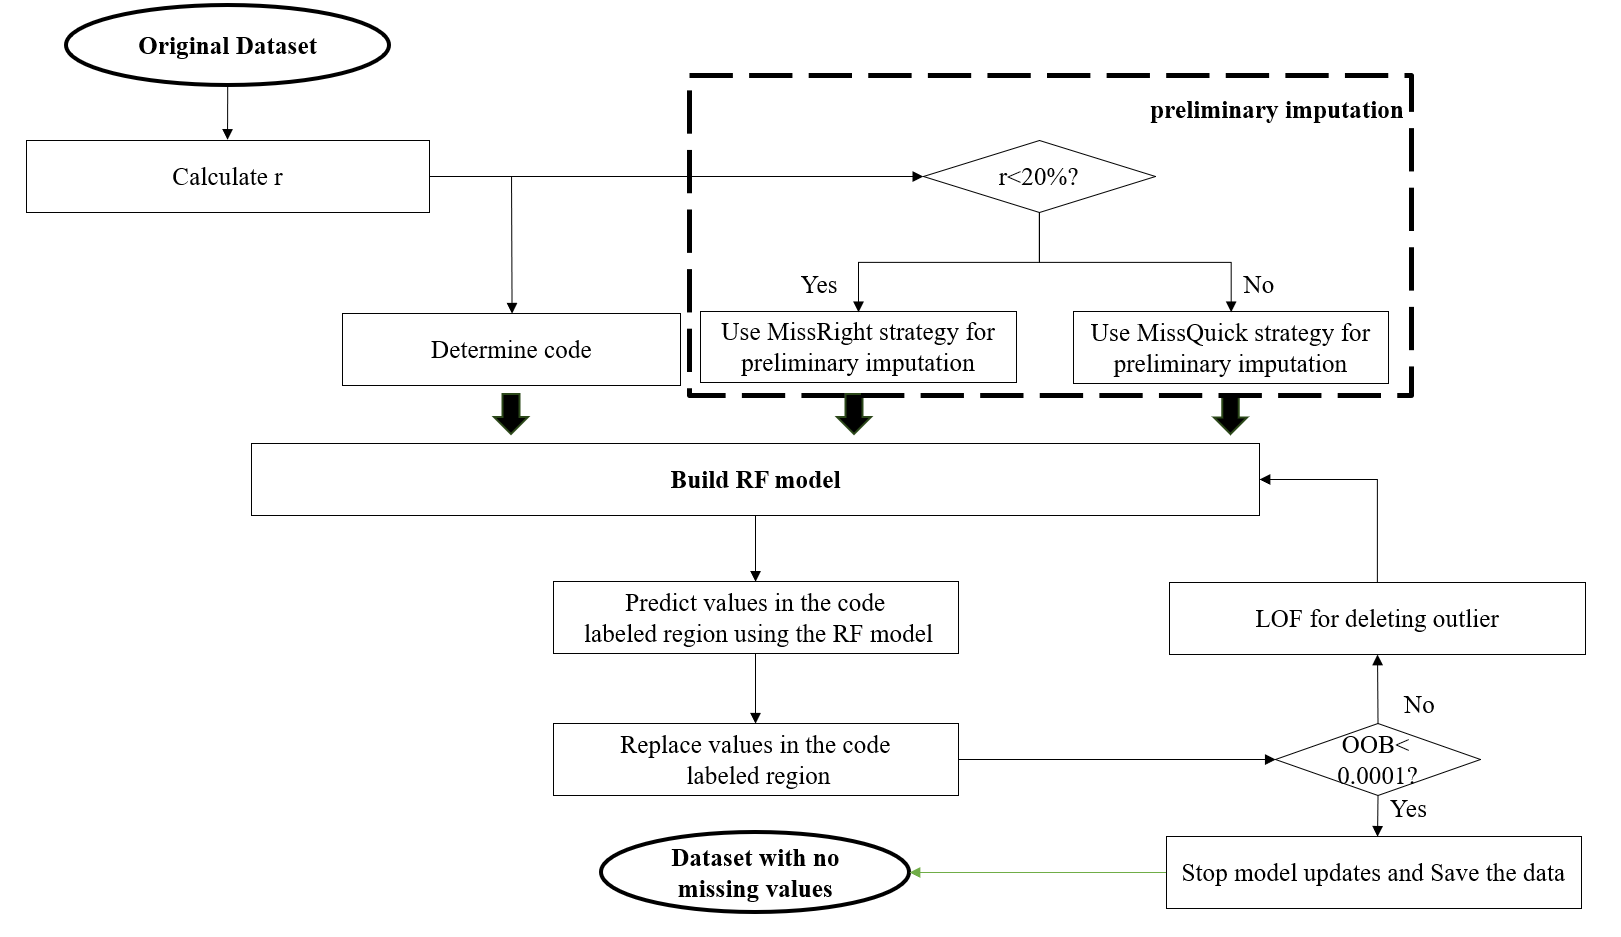 Original Dataset
preliminary imputation
Calculate r
r<20%?
Yes
No
Determine code
Use MissRight strategy for
preliminary imputation
Use MissQuick strategy for
preliminary imputation
Build RF model
Predict values in the code
labeled region using the RF model
LOF for deleting outlier
No
Replace values in the code
labeled region
OOB<
0.0001?
Yes
Dataset with no
missing values
Stop model updates and Save the data